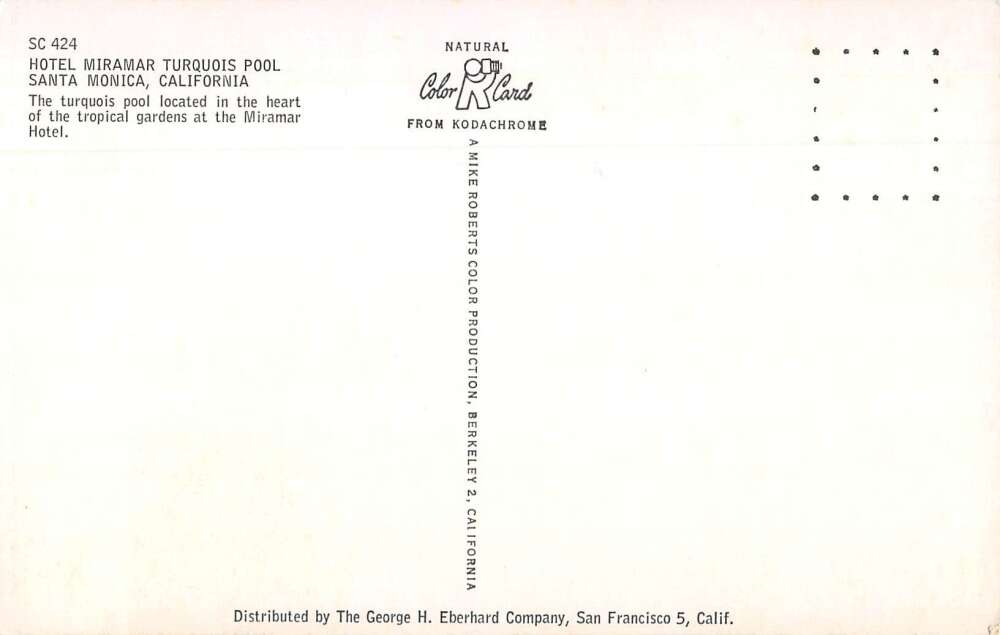 SC 424
HOTEL MIRAMAR TURQUOIS POOL
SANTA MONICA, CALIFORNIA
The turquois pool located in the heart
of the tropical gardens at the Miramar
Hotel.
NATURAL
Color Card
FROM KODACHROME
A MIKE ROBERTS COLOR PRODUCTION, BERKELEY 2, CALIFORNIA
Distributed by The George H. Eberhard Company, San Francisco 5, Calif.